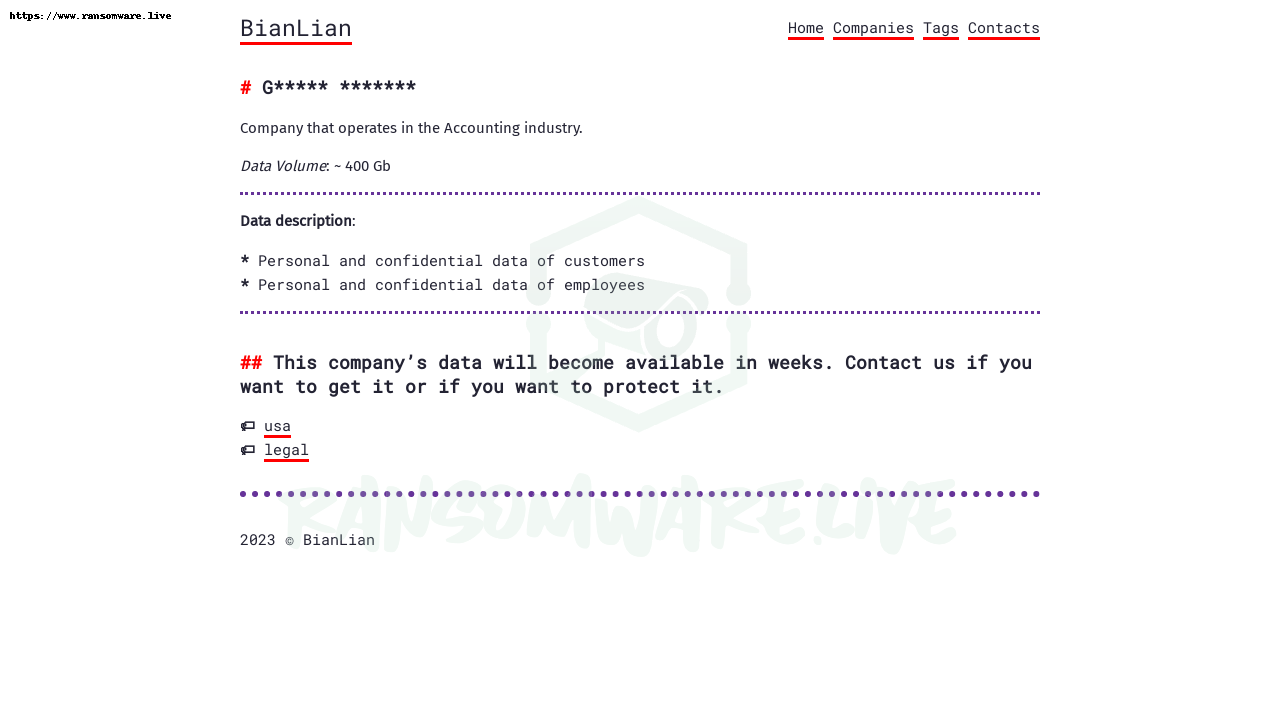 https://www.ransomware.live
BianLian
Home Companies Tags Contacts
# G***** *******
Company that operates in the Accounting industry.
Data Volume: ~ 400 Gb
Data description:
* Personal and confidential data of customers
* Personal and confidential data of employees
## This company’s data will become available in weeks. Contact us if you
want to get it or if you want to protect it.
usa
legal
RANSOMWARE.LIVE
2023 © BianLian